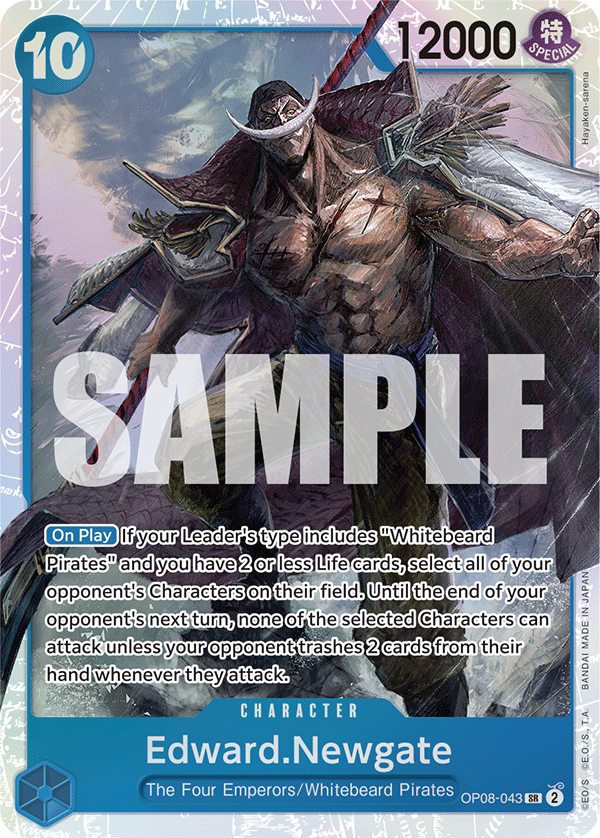 10
12000
特
SPECIAL
Hayaken-sarena
SAMPLE
On Play If your Leader's type includes "Whitebeard
Pirates" and you have 2 or less Life cards, select all of your
opponent's Characters on their field. Until the end of your
opponent's next turn, none of the selected Characters can
attack unless your opponent trashes 2 cards from their
hand whenever they attack.
CHARACTER
Edward.Newgate
The Four Emperors/Whitebeard Pirates
OP08-043 SR 2
©E.O/S ©E.O./S., T.A. BANDAI MADE IN JAPAN